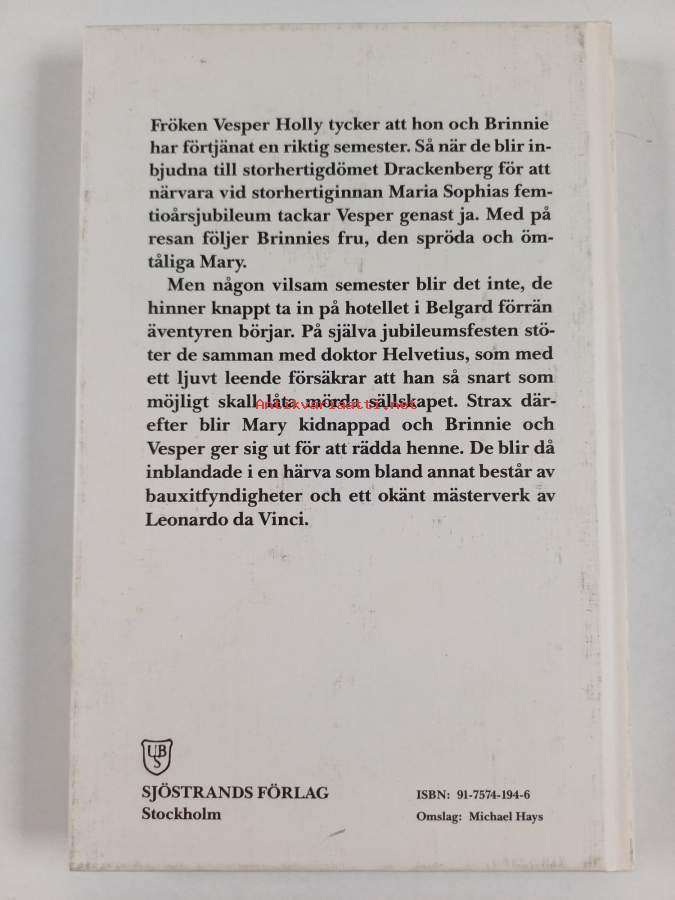 Fröken Vesper Holly tycker att hon och Brinnie
har förtjänat en riktig semester. Så när de blir in-
bjudna till storhertigdömet Drackenberg för att
närvara vid storhertiginnan Maria Sophias fem-
tioårsjubileum tackar Vesper genast ja. Med på
resan följer Brinnies fru, den spröda och öm-
tåliga Mary.
Men någon vilsam semester blir det inte, de
hinner knappt ta in på hotellet i Belgard förrän
äventyren börjar. På själva jubileumsfesten stö-
ter de samman med doktor Helvetius, som med
ett ljuvt leende försäkrar att han så snart som
möjligt skall låta mörda sällskapet. Strax där-
Antikvariaatti.net
efter blir Mary kidnappad och Brinnie och
Vesper ger sig ut för att rädda henne. De blir då
inblandade i en härva som bland annat består av
bauxitfyndigheter och ett okänt mästerverk av
Leonardo da Vinci.
UBS
SJÖSTRANDS FÖRLAG
Stockholm
ISBN: 91-7574-194-6
Omslag: Michael Hays